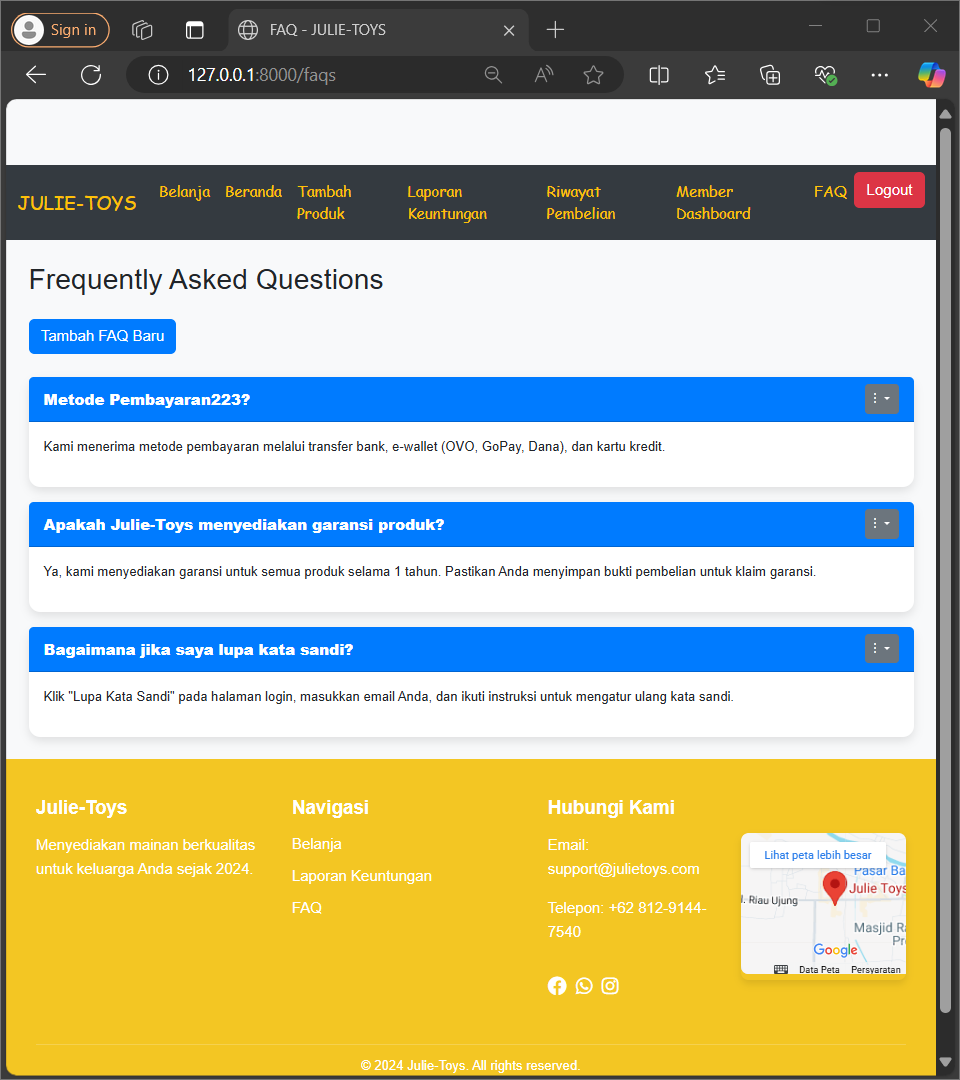 Sign in
FAQ - JULIE-TOYS
127.0.0.1:8000/faqs
JULIE-TOYS
Belanja
Beranda
Tambah
Produk
Laporan
Keuntungan
Riwayat
Pembelian
Member
Dashboard
FAQ
Logout
Frequently Asked Questions
Tambah FAQ Baru
Metode Pembayaran223?
Kami menerima metode pembayaran melalui transfer bank, e-wallet (OVO, GoPay, Dana), dan kartu kredit.
Apakah Julie-Toys menyediakan garansi produk?
Ya, kami menyediakan garansi untuk semua produk selama 1 tahun. Pastikan Anda menyimpan bukti pembelian untuk klaim garansi.
Bagaimana jika saya lupa kata sandi?
Klik "Lupa Kata Sandi" pada halaman login, masukkan email Anda, dan ikuti instruksi untuk mengatur ulang kata sandi.
Julie-Toys
Menyediakan mainan berkualitas
untuk keluarga Anda sejak 2024.
Navigasi
Belanja
Laporan Keuntungan
FAQ
Hubungi Kami
Email:
support@julietoys.com
Telepon: +62 812-9144-
7540
Lihat peta lebih besar
Pasar Ba
Julie Toys
l. Riau Ujung
Masjid Ra
Pr
Google
Data Peta
Persyaratan
© 2024 Julie-Toys. All rights reserved.